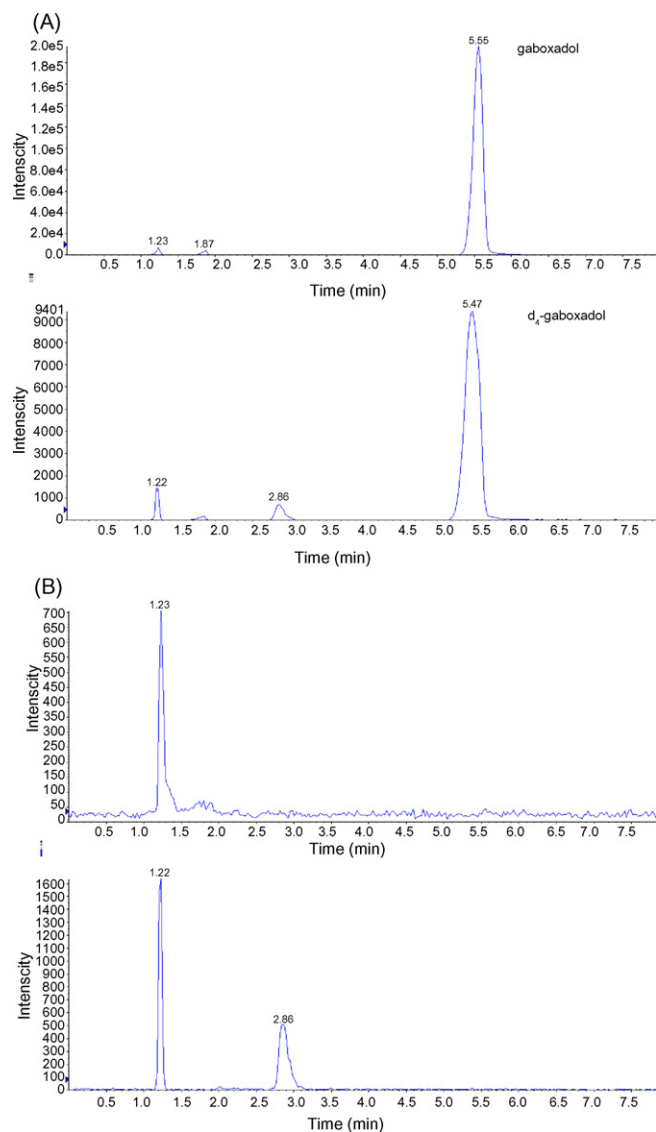 (A)
5.55
gaboxadol
2.0e5
1.8e5
1.6e5
1.4e5
1.2e5
1.0e5
8.0e4
6.0e4
4.0e4
2.0e4
0.0
Intenscity
1.23
1.87
0.5 1.0 1.5 2.0 2.5 3.0 3.5 4.0 4.5 5.0 5.5 6.0 6.5 7.0 7.5
Time (min)
9401
9000
8000
7000
6000
5000
4000
3000
2000
1000
0
Intenscity
5.47
d4-gaboxadol
1.22
2.86
0.5 1.0 1.5 2.0 2.5 3.0 3.5 4.0 4.5 5.0 5.5 6.0 6.5 7.0 7.5
Time (min)
(B)
1.23
700
650
600
550
500
450
400
350
300
250
200
150
100
50
0
Intenscity
0.5 1.0 1.5 2.0 2.5 3.0 3.5 4.0 4.5 5.0 5.5 6.0 6.5 7.0 7.5
Time (min)
1.22
1600
1500
1400
1300
1200
1100
1000
900
800
700
600
500
400
300
200
100
0
Intenscity
2.86
0.5 1.0 1.5 2.0 2.5 3.0 3.5 4.0 4.5 5.0 5.5 6.0 6.5 7.0 7.5
Time (min)